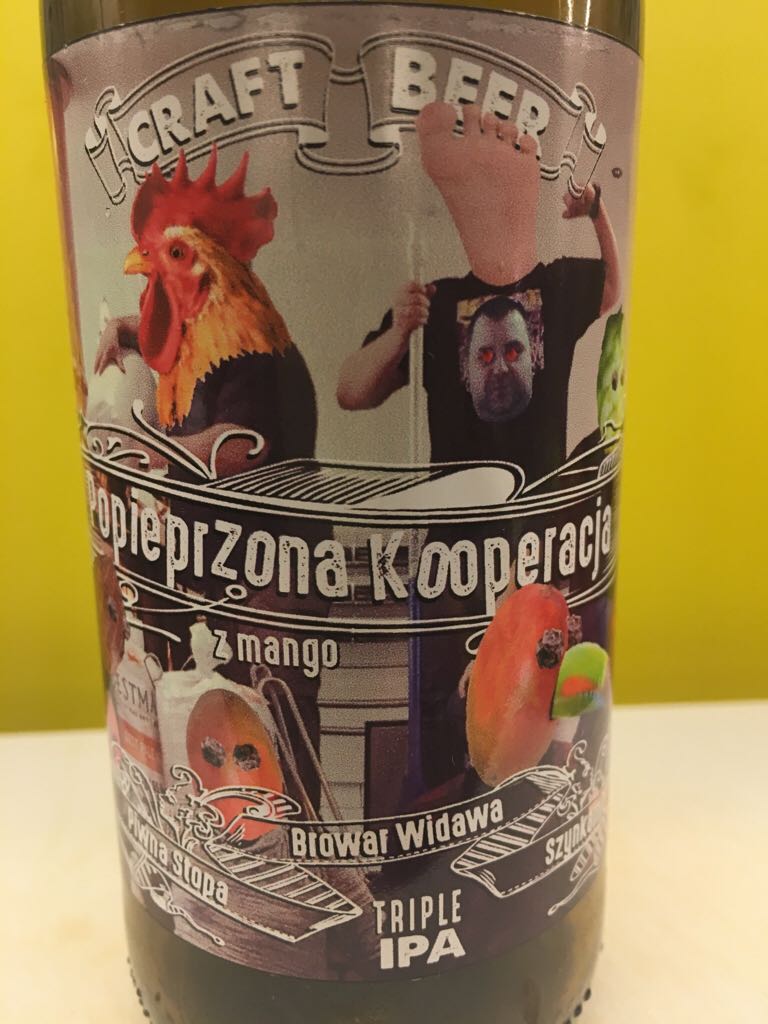 CRAFT BEER
Popieprzona Kooperacja
z mango
Browar Widawa
Piwna Stopa
TRIPLE
IPA